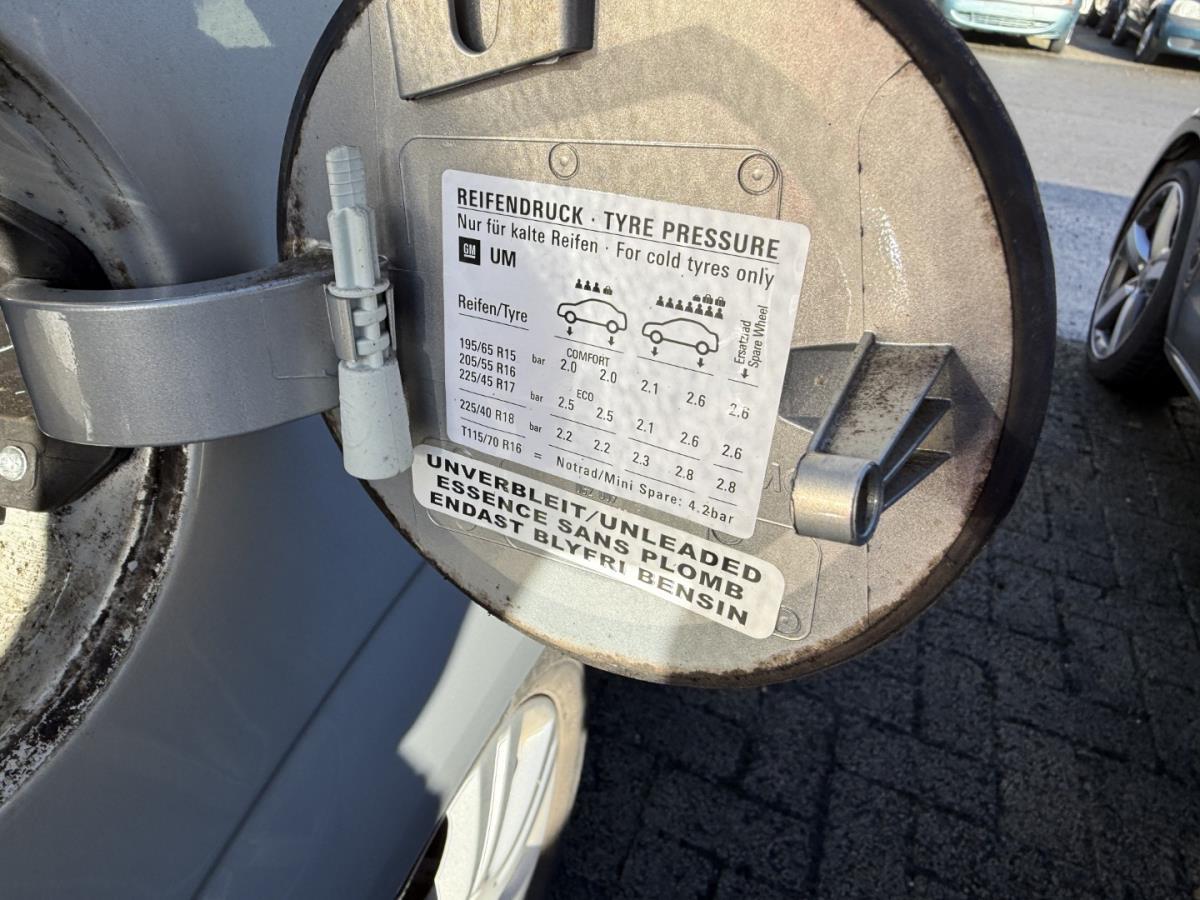 REIFENDRUCK · TYRE PRESSURE
Nur für kalte Reifen · For cold tyres only
GM UM
Reifen/Tyre
Ersatzrad
Spare Wheel
COMFORT
195/65 R15 bar 2.0 2.0 2.1 2.6 2.6
205/55 R16
ECO
225/45 R17 bar 2.5 2.5 2.1 2.6 2.6
225/40 R18 bar 2.2 2.2 2.3 2.8 2.8
T115/70 R16 = Notrad/Mini Spare: 4.2bar
UNVERBLEIT/UNLEADED
ESSENCE SANS PLOMB
ENDAST BLYFRI BENSIN